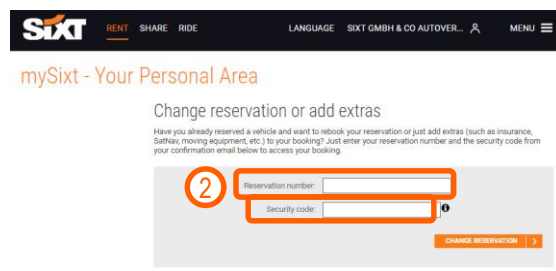 SIXT RENT SHARE RIDE LANGUAGE SIXT GMBH & CO AUTOVER... MENU
mySixt - Your Personal Area
Change reservation or add extras
Have you already reserved a vehicle and want to rebook your reservation or just add extras (such as insurance,
SatNav, moving equipment, etc.) to your booking? Just enter your reservation number and the security code from
your confirmation email below to access your booking.
2
Reservation number:
Security code:
CHANGE RESERVATION